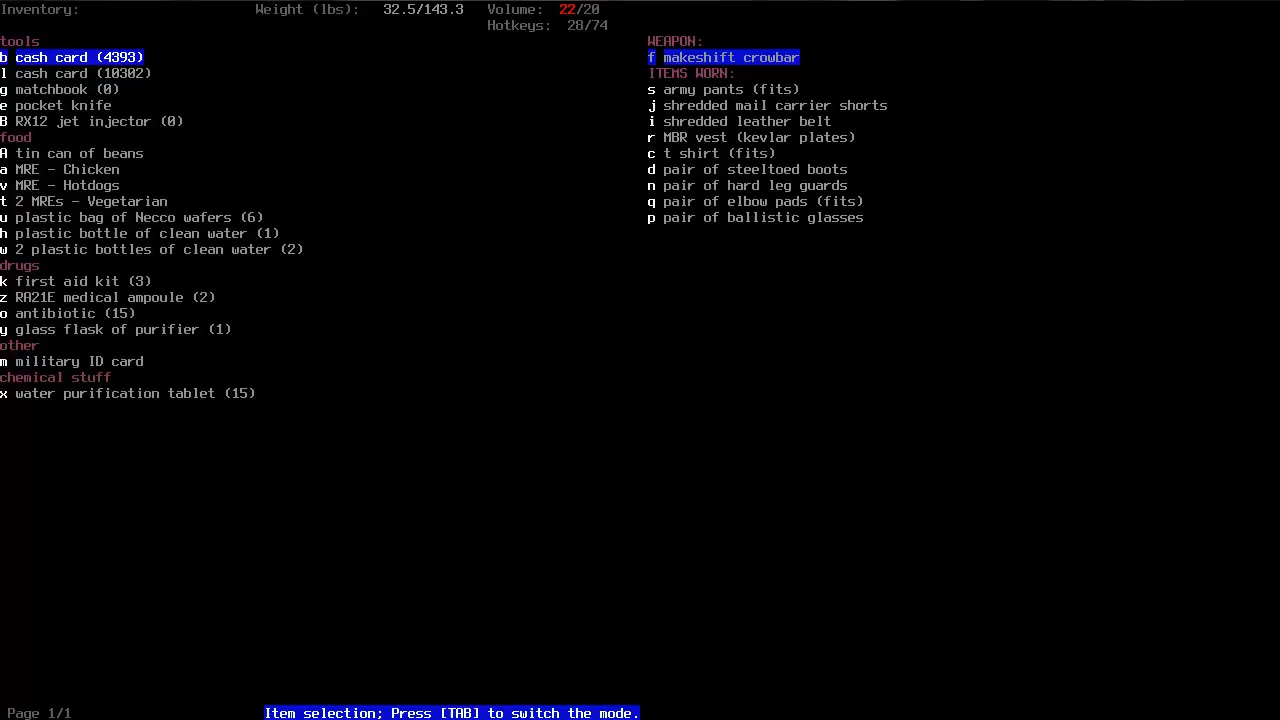 Inventory: Weight (lbs): 32.5/143.3 Volume: 22/20
Hotkeys: 28/74
tools
b cash card (4393)
l cash card (10302)
g matchbook (0)
e pocket knife
B RX12 jet injector (0)
food
A tin can of beans
a MRE - Chicken
v MRE - Hotdogs
t 2 MREs - Vegetarian
u plastic bag of Necco wafers (6)
h plastic bottle of clean water (1)
w 2 plastic bottles of clean water (2)
drugs
k first aid kit (3)
z RA21E medical ampoule (2)
o antibiotic (15)
y glass flask of purifier (1)
other
m military ID card
chemical stuff
x water purification tablet (15)
WEAPON:
f makeshift crowbar
ITEMS WORN:
s army pants (fits)
j shredded mail carrier shorts
i shredded leather belt
r MBR vest (kevlar plates)
c t shirt (fits)
d pair of steeltoed boots
n pair of hard leg guards
q pair of elbow pads (fits)
p pair of ballistic glasses
Page 1/1 Item selection; Press [TAB] to switch the mode.